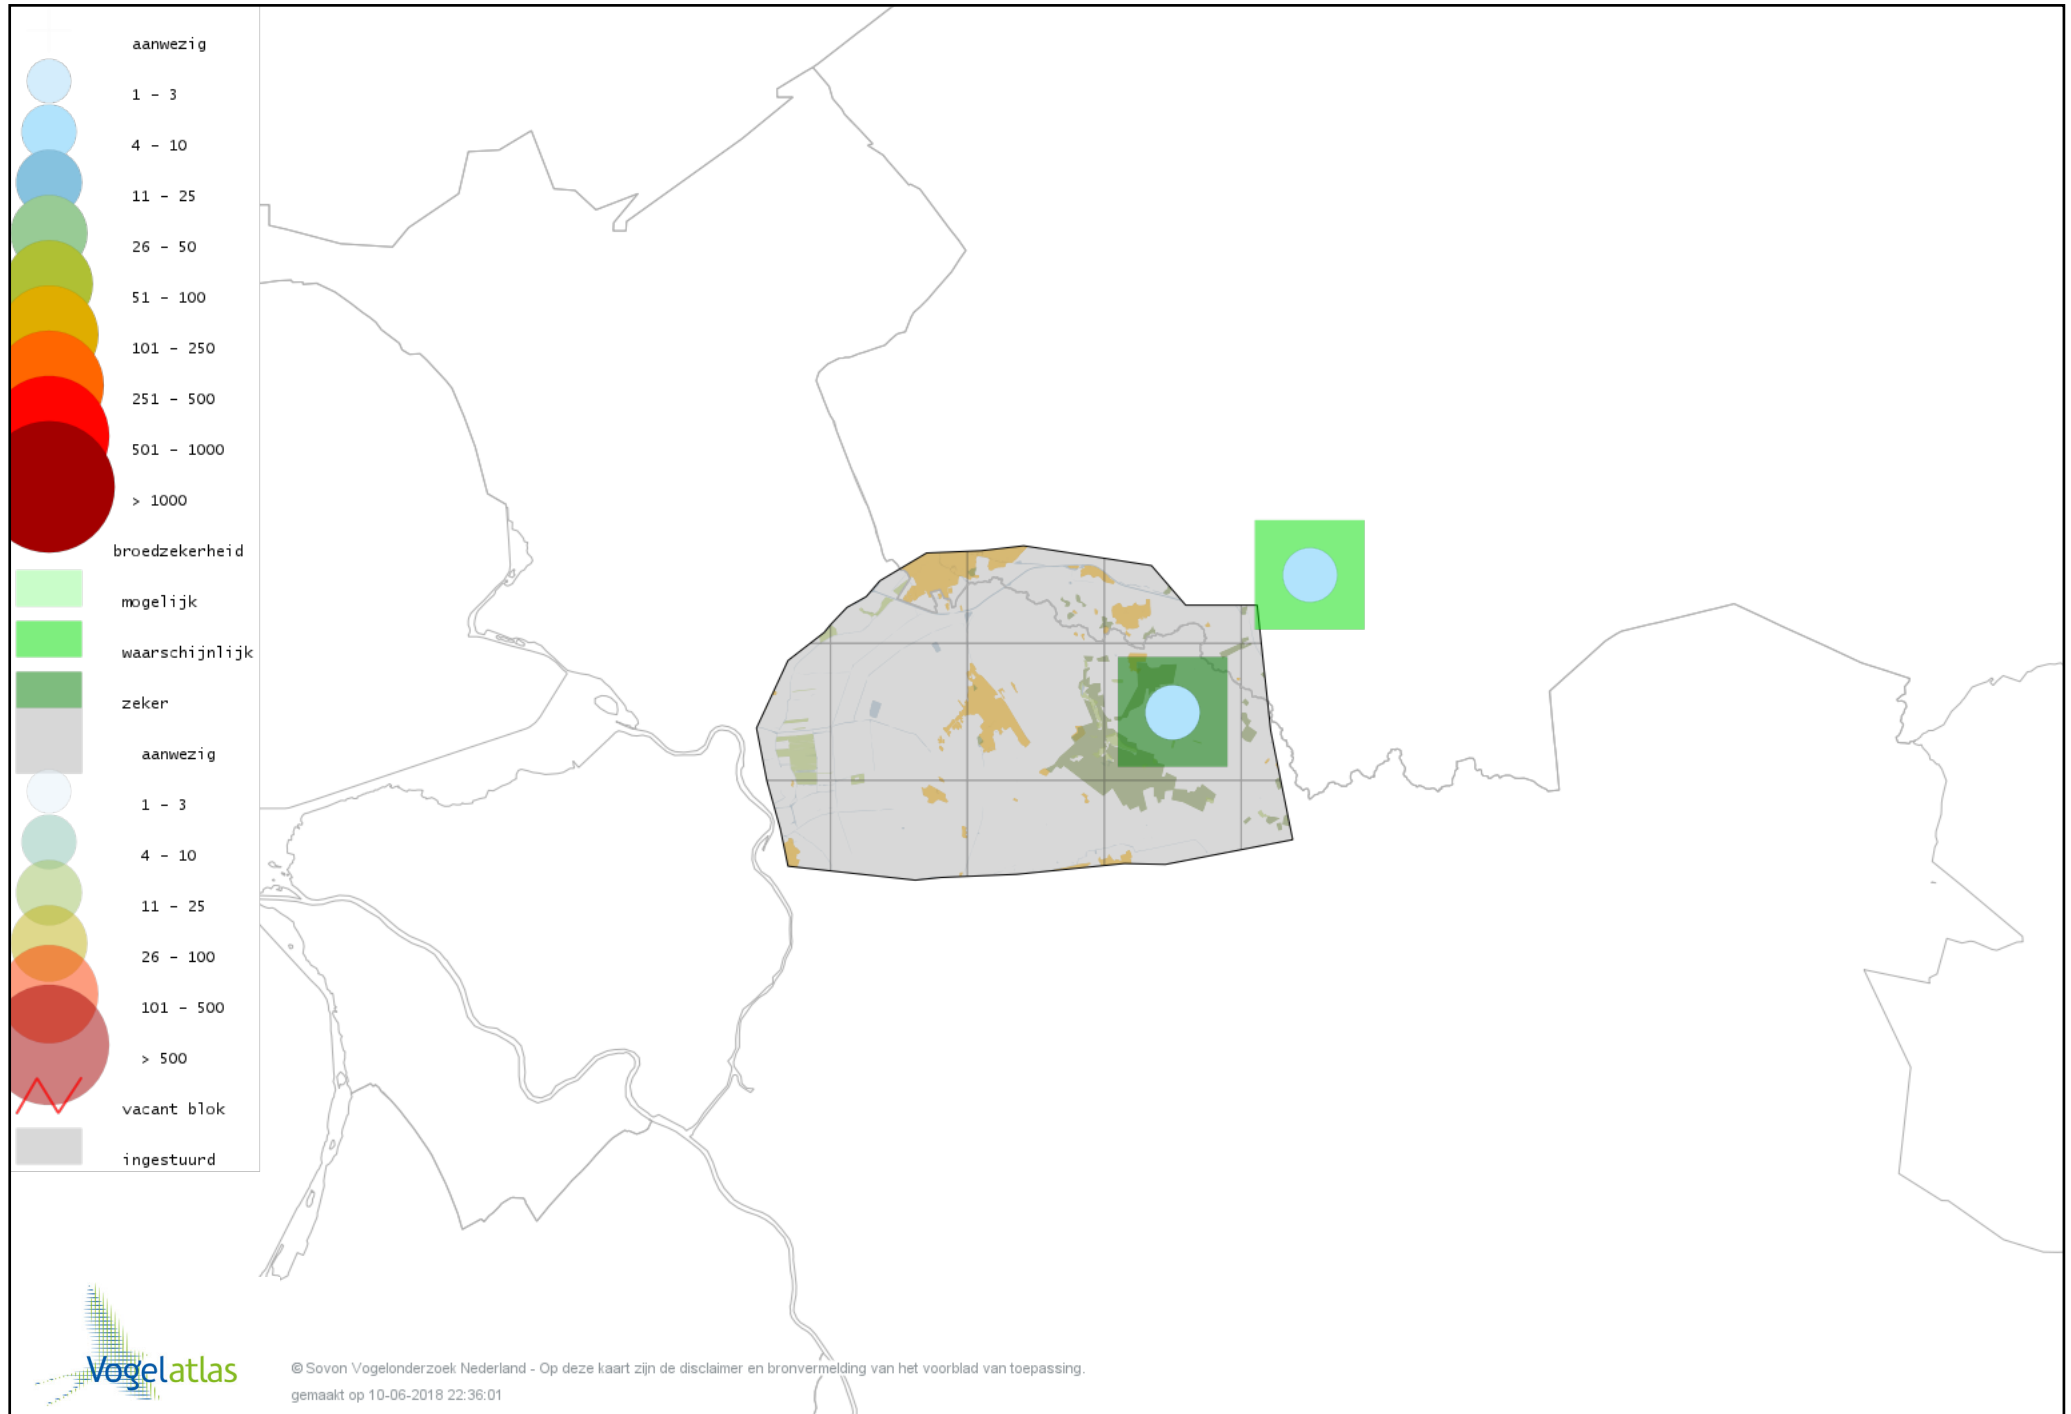 aanwezig
1 - 3
4 - 10
11 - 25
26 - 50
51 - 100
101 - 250
251 - 500
501 - 1000
> 1000
broedzekerheid
mogelijk
waarschijnlijk
zeker
aanwezig
1 - 3
4 - 10
11 - 25
26 - 100
101 - 500
> 500
vacant blok
ingestuurd
Vogelatlas
© Sovon Vogelonderzoek Nederland - Op deze kaart zijn de disclaimer en bronvermelding van het voorblad van toepassing.
gemaakt op 10-06-2018 22:36:01